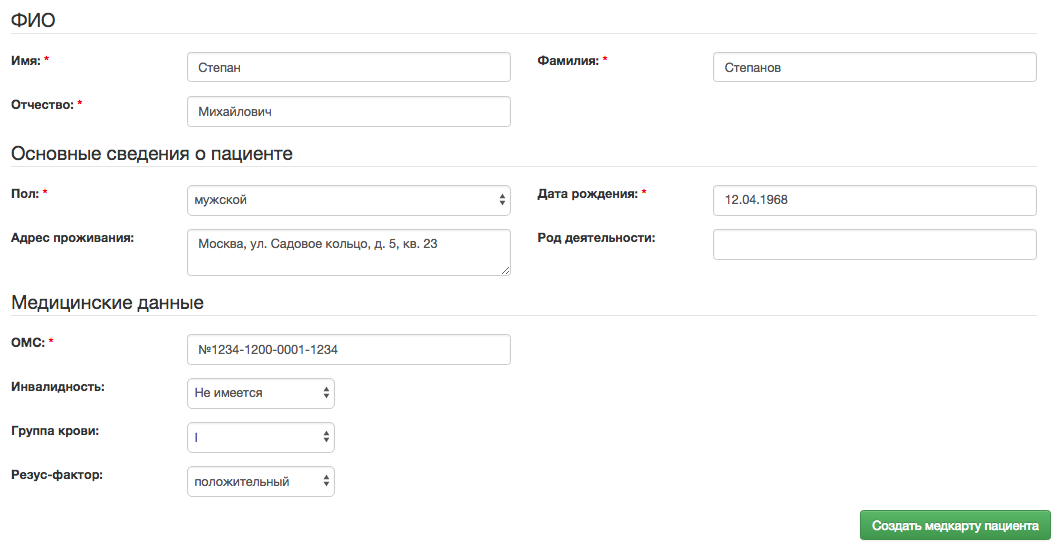 ФИО
Имя: * Степан Фамилия: * Степанов
Отчество: * Михайлович
Основные сведения о пациенте
Пол: * мужской Дата рождения: * 12.04.1968
Адрес проживания: Москва, ул. Садовое кольцо, д. 5, кв. 23 Род деятельности:
Медицинские данные
ОМС: * №1234-1200-0001-1234
Инвалидность: Не имеется
Группа крови: I
Резус-фактор: положительный
Создать медкарту пациента